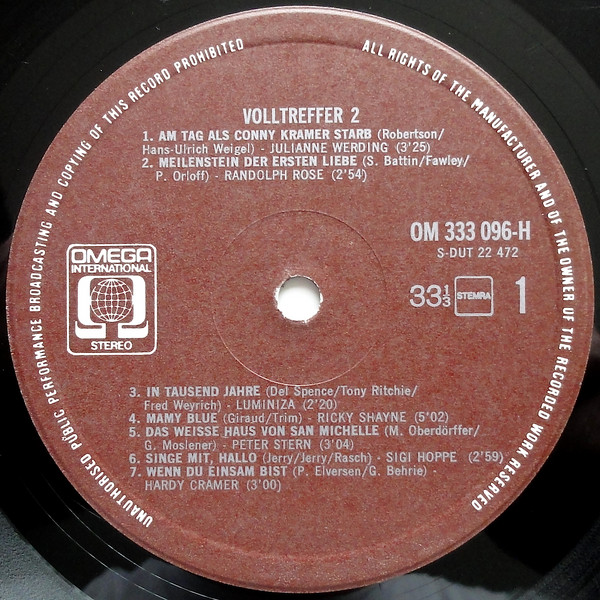 UNAUTHORISED PUBLIC PERFORMANCE BROADCASTING AND COPYING OF THIS RECORD PROHIBITED
ALL RIGHTS OF THE MANUFACTURER AND OF THE OWNER OF THE RECORDED WORK RESERVED
VOLLTREFFER 2
1. AM TAG ALS CONNY KRAMER STARB (Robertson/
Hans-Ulrich Weigel) - JULIANNE WERDING (3'25)
2. MEILENSTEIN DER ERSTEN LIEBE (S. Battin/Fawley/
P. Orloff) - RANDOLPH ROSE (2'54)
OM 333 096-H
S-DUT 22 472
OMEGA
INTERNATIONAL
STEREO
33 1/3 STEMRA 1
3. IN TAUSEND JAHRE (Del Spence/Tony Ritchie/
Fred Weyrich) - LUMINIZA (2'20)
4. MAMY BLUE (Giraud/Trim) - RICKY SHAYNE (5'02)
5. DAS WEISSE HAUS VON SAN MICHELLE (M. Oberdörffer/
G. Moslener) - PETER STERN (3'04)
6. SINGE MIT, HALLO (Jerry/Jerry/Rasch) - SIGI HOPPE (2'59)
7. WENN DU EINSAM BIST (P. Elversen/G. Behrie) -
HARDY CRAMER (3'00)